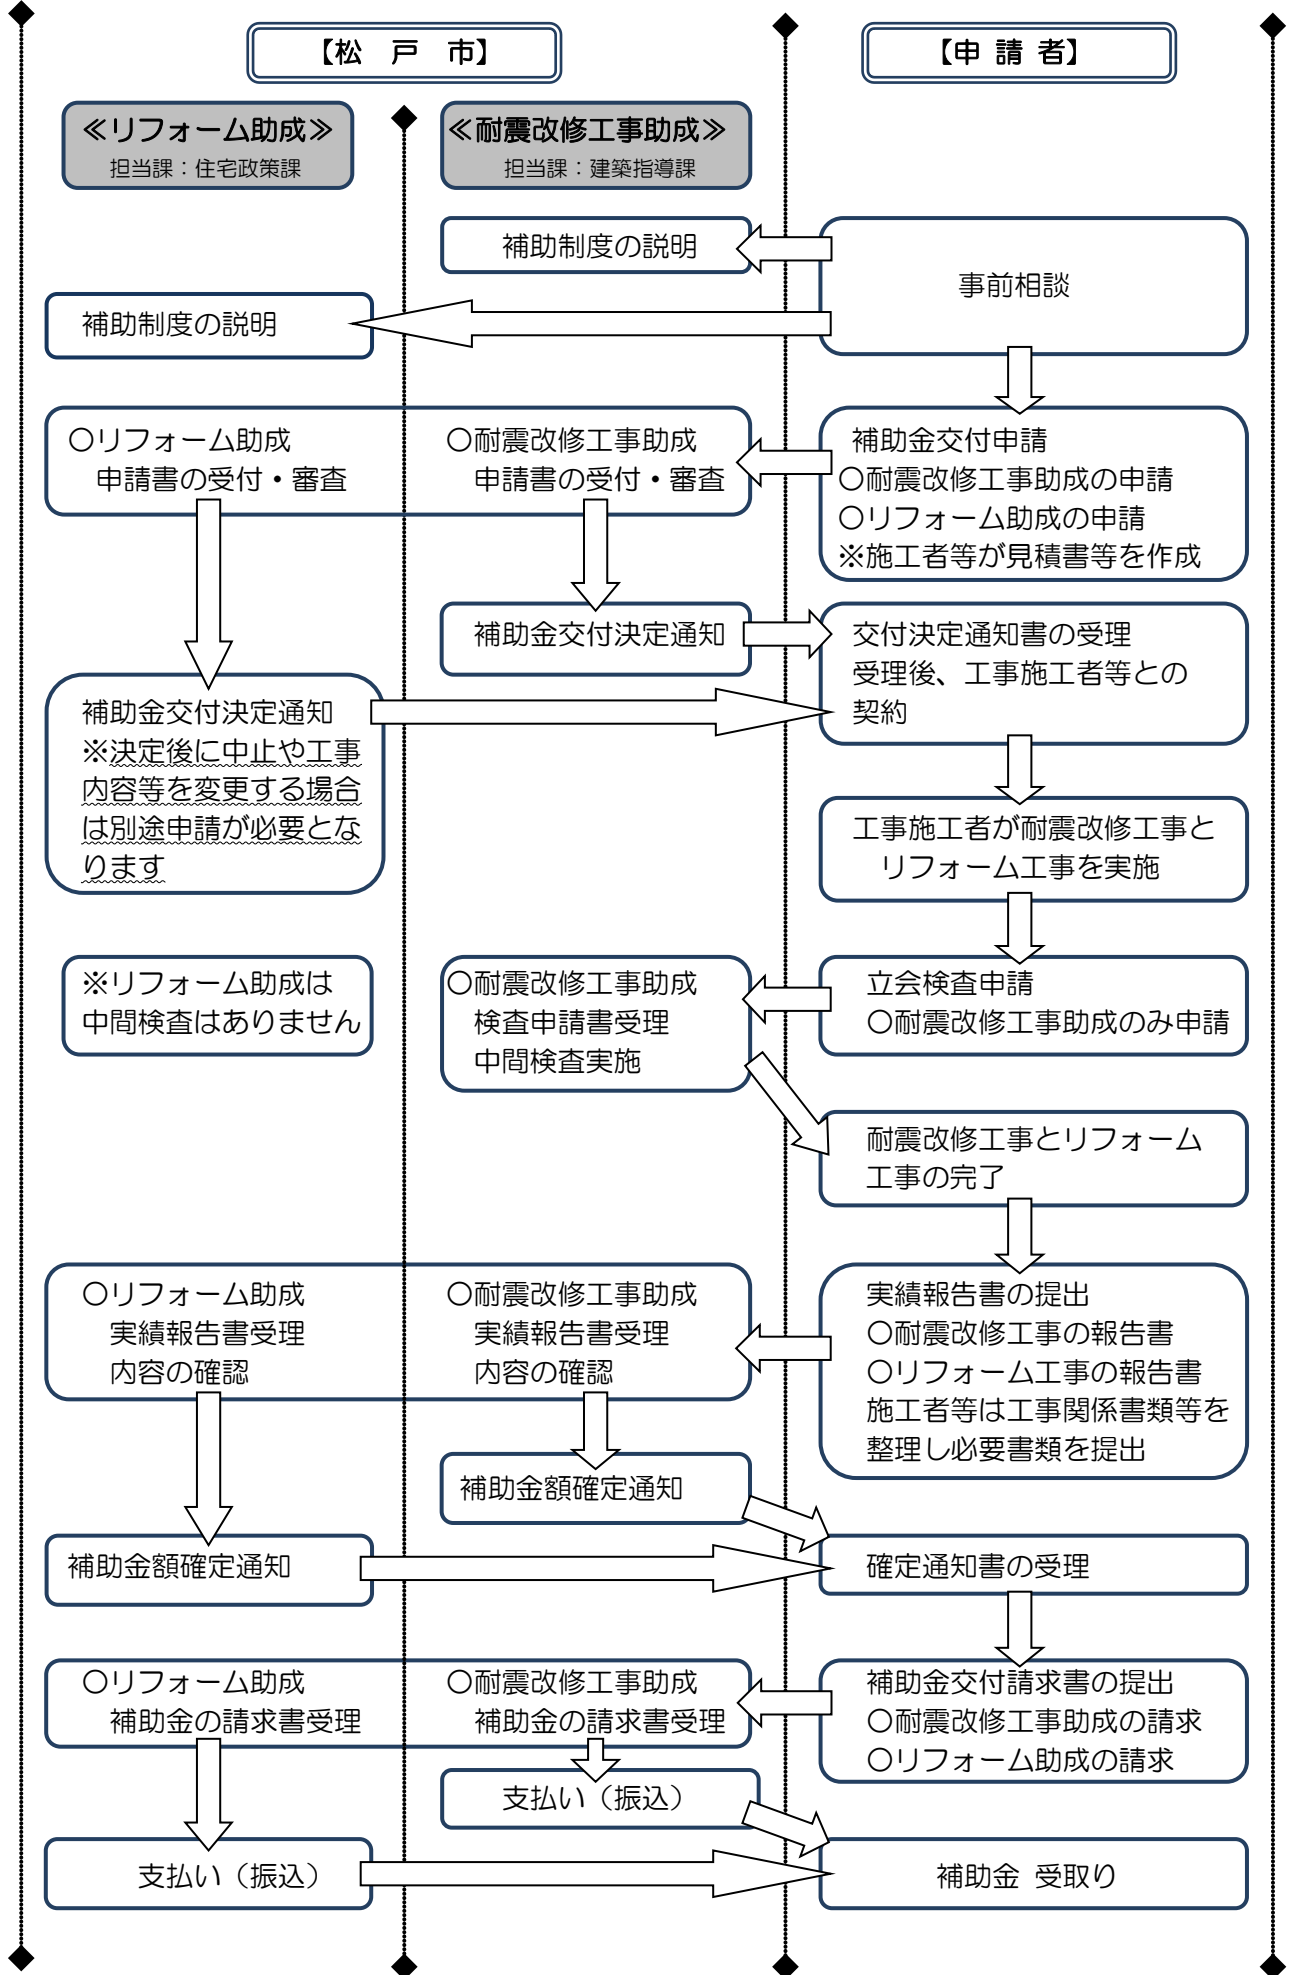 【松　戸　市】
【申 請 者】
≪リフォーム助成≫
担当課：住宅政策課
≪耐震改修工事助成≫
担当課：建築指導課
補助制度の説明
事前相談
補助制度の説明
〇リフォーム助成
申請書の受付・審査
〇耐震改修工事助成
申請書の受付・審査
補助金交付申請
〇耐震改修工事助成の申請
〇リフォーム助成の申請
※施工者等が見積書等を作成
補助金交付決定通知
交付決定通知書の受理
受理後、工事施工者等との
契約
補助金交付決定通知
※決定後に中止や工事
内容等を変更する場合
は別途申請が必要とな
ります
工事施工者が耐震改修工事と
リフォーム工事を実施
※リフォーム助成は
中間検査はありません
〇耐震改修工事助成
検査申請書受理
中間検査実施
立会検査申請
〇耐震改修工事助成のみ申請
耐震改修工事とリフォーム
工事の完了
〇リフォーム助成
実績報告書受理
内容の確認
〇耐震改修工事助成
実績報告書受理
内容の確認
実績報告書の提出
〇耐震改修工事の報告書
〇リフォーム工事の報告書
施工者等は工事関係書類等を
整理し必要書類を提出
補助金額確定通知
補助金額確定通知
確定通知書の受理
〇リフォーム助成
補助金の請求書受理
〇耐震改修工事助成
補助金の請求書受理
補助金交付請求書の提出
〇耐震改修工事助成の請求
〇リフォーム助成の請求
支払い（振込）
支払い（振込）
補助金 受取り